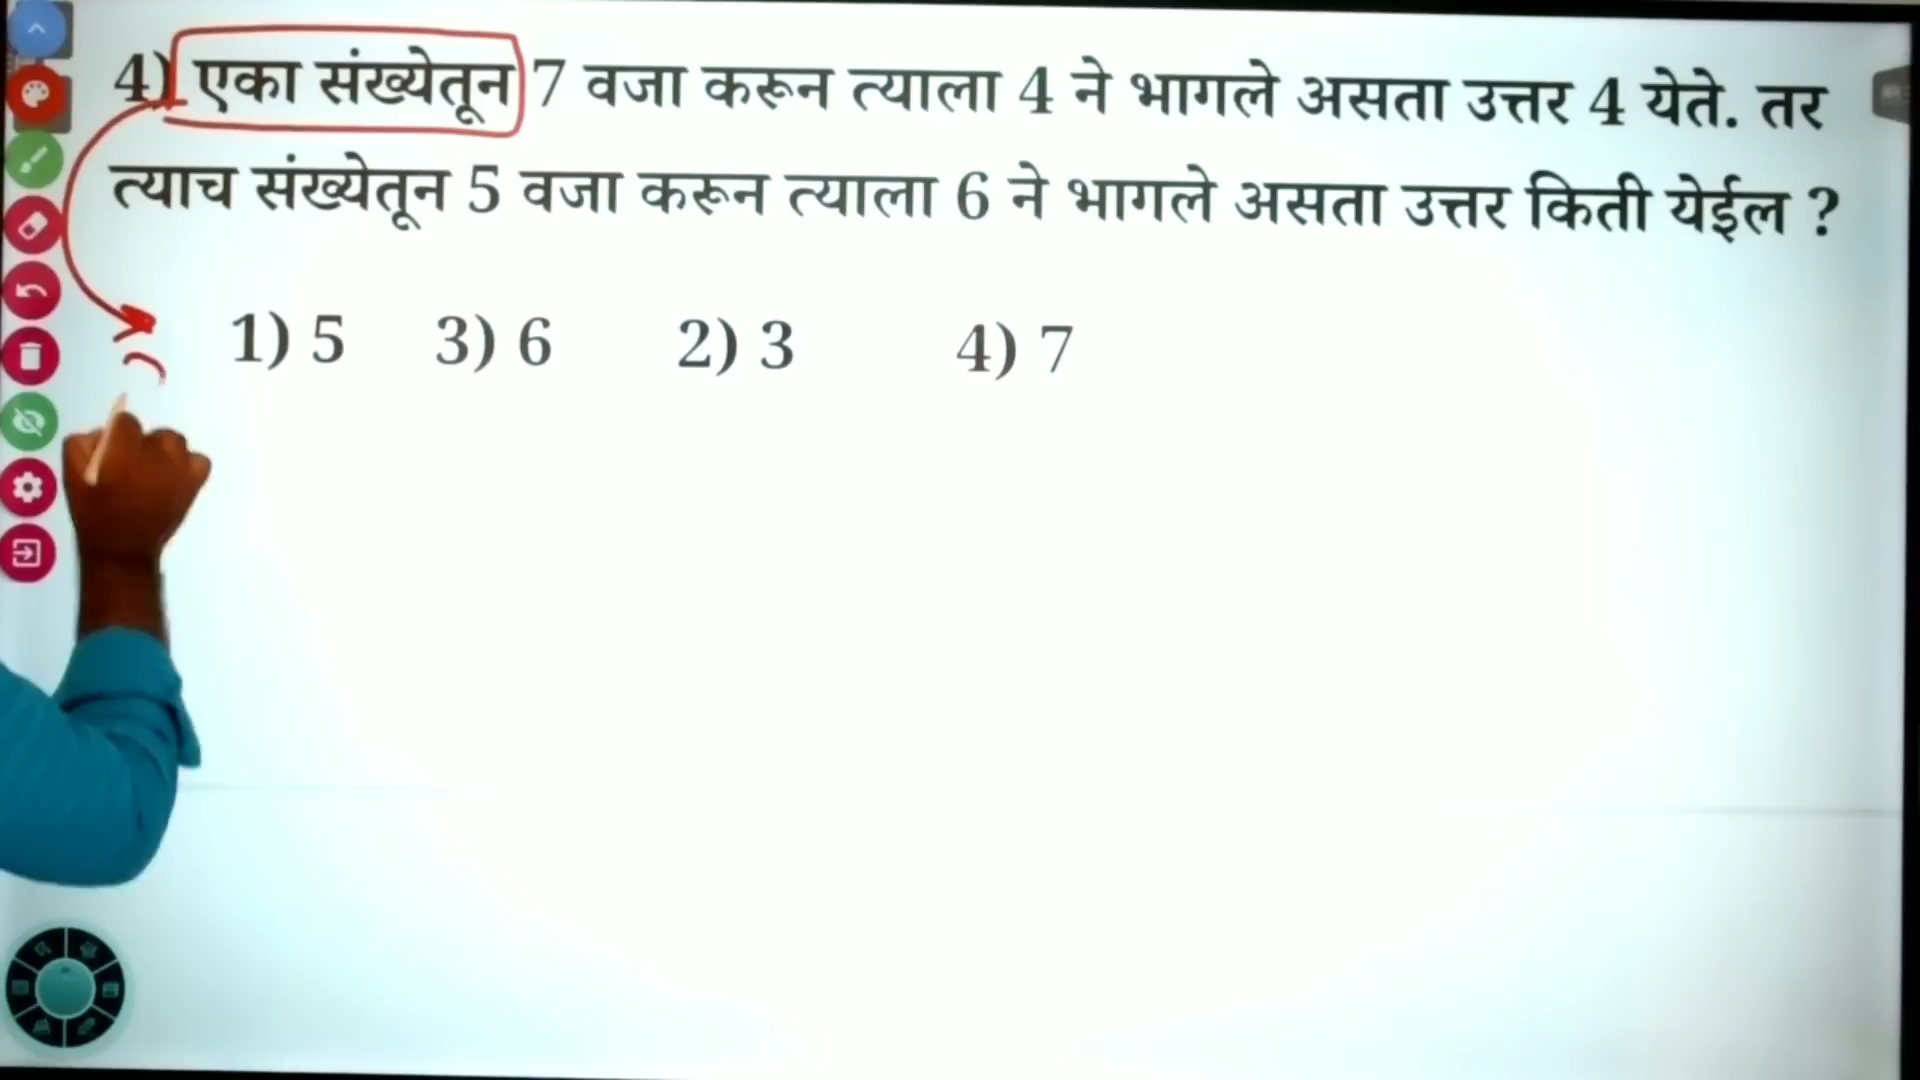 4) एका संख्येतून 7 वजा करून त्याला 4 ने भागले असता उत्तर 4 येते. तर
त्याच संख्येतून 5 वजा करून त्याला 6 ने भागले असता उत्तर किती येईल ?
1) 5 3) 6 2) 3 4) 7